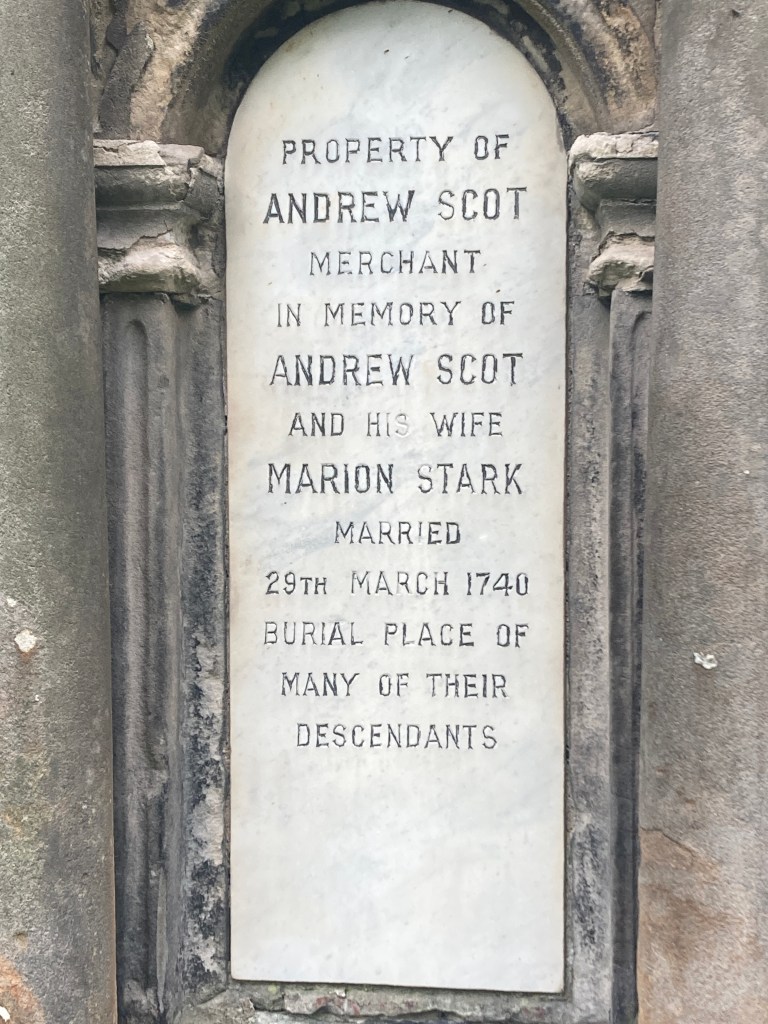 PROPERTY OF
ANDREW SCOT
MERCHANT
IN MEMORY OF
ANDREW SCOT
AND HIS WIFE
MARION STARK
MARRIED
29TH MARCH 1740
BURIAL PLACE OF
MANY OF THEIR
DESCENDANTS